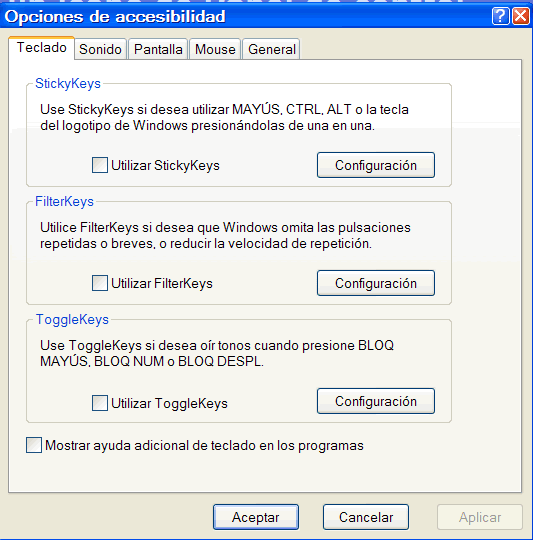 Opciones de accesibilidad
Teclado Sonido Pantalla Mouse General
StickyKeys
Use StickyKeys si desea utilizar MAYÚS, CTRL, ALT o la tecla
del logotipo de Windows presionándolas de una en una.
Utilizar StickyKeys Configuración
FilterKeys
Utilice FilterKeys si desea que Windows omita las pulsaciones
repetidas o breves, o reducir la velocidad de repetición.
Utilizar FilterKeys Configuración
ToggleKeys
Use ToggleKeys si desea oír tonos cuando presione BLOQ
MAYÚS, BLOQ NUM o BLOQ DESPL.
Utilizar ToggleKeys Configuración
Mostrar ayuda adicional de teclado en los programas
Aceptar Cancelar Aplicar